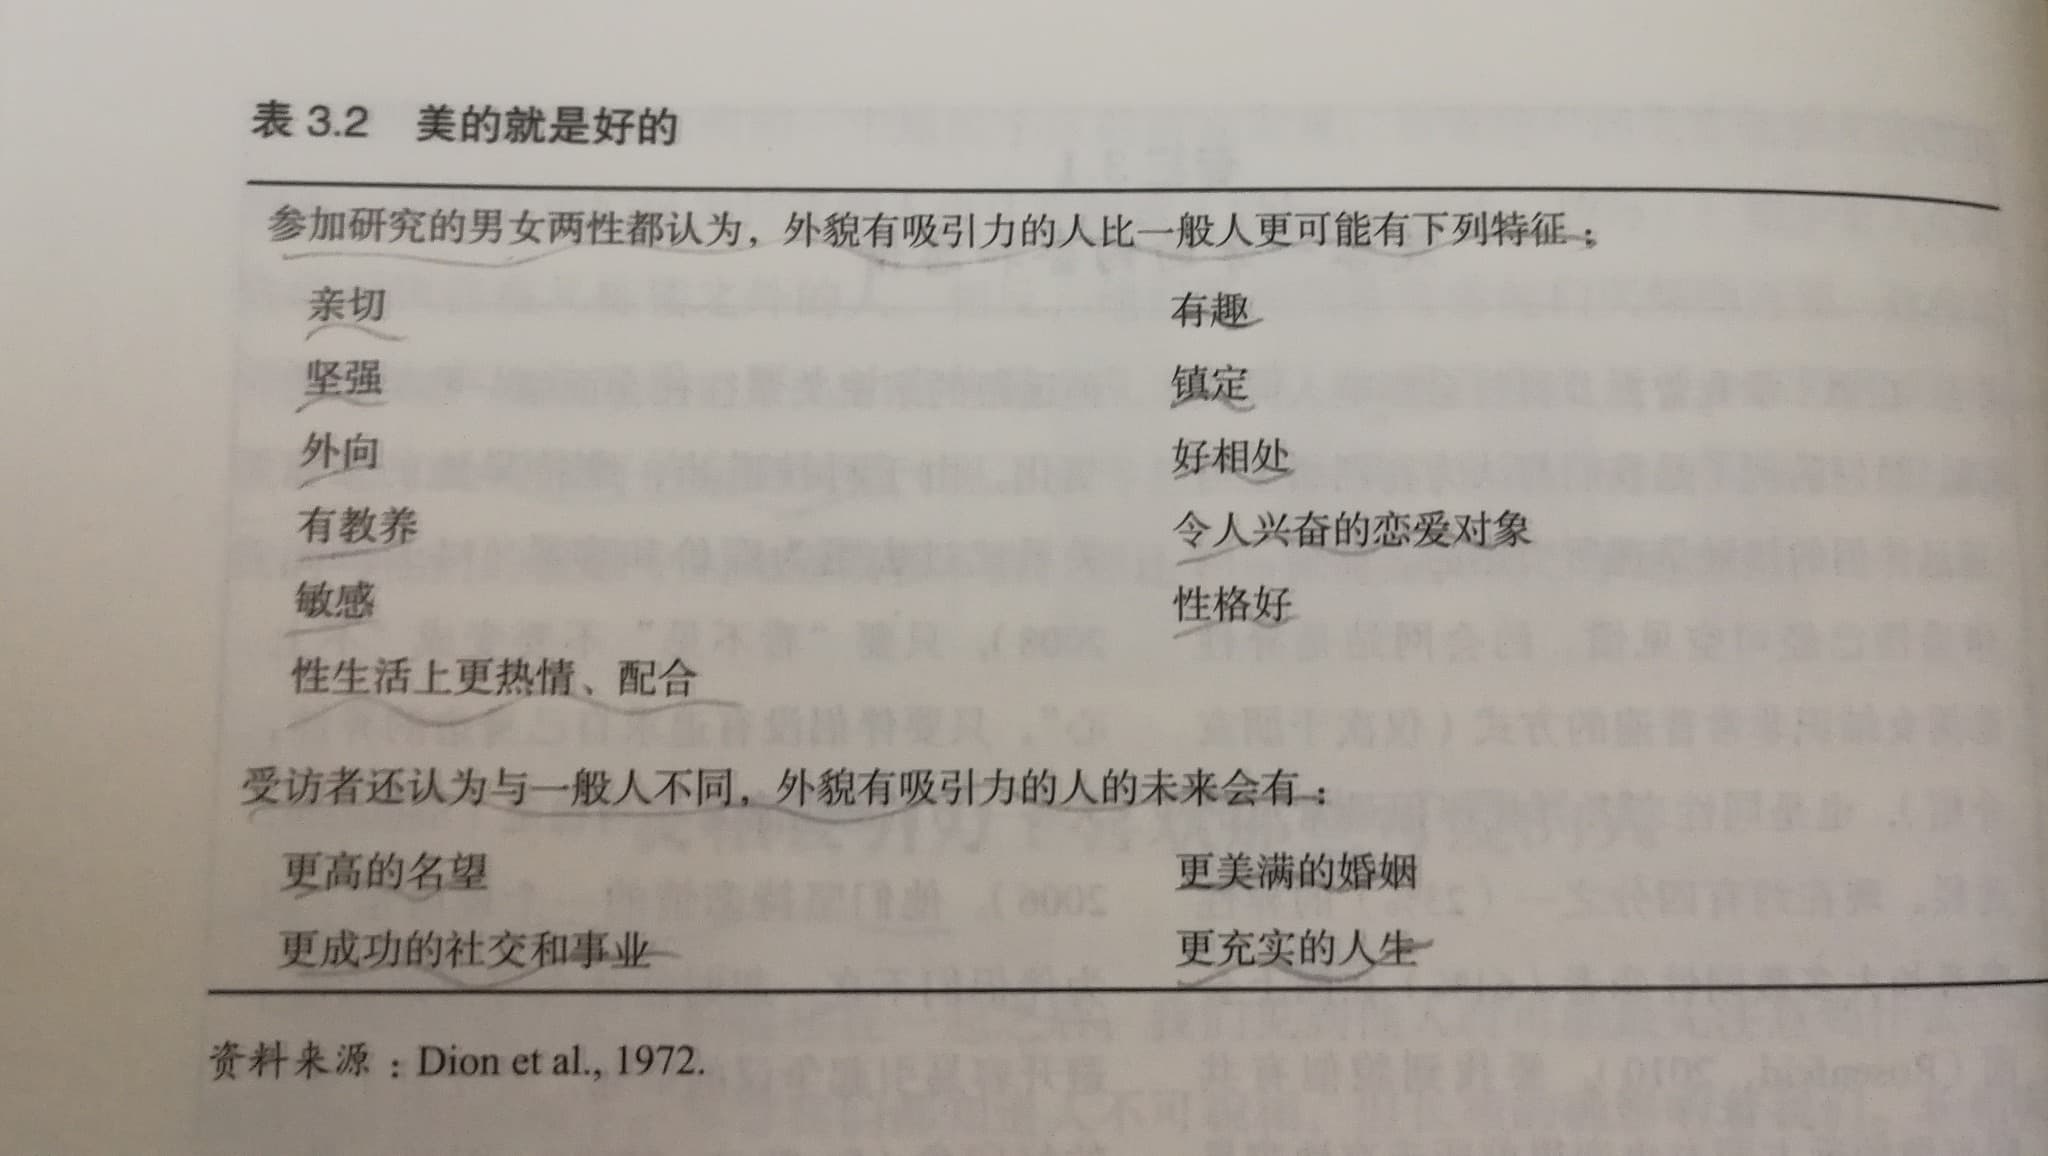 表 3.2 美的就是好的
参加研究的男女两性都认为，外貌有吸引力的人比一般人更可能有下列特征：
亲切 有趣
坚强 镇定
外向 好相处
有教养 令人兴奋的恋爱对象
敏感 性格好
性生活上更热情、配合
受访者还认为与一般人不同，外貌有吸引力的人的未来会有：
更高的名望 更美满的婚姻
更成功的社交和事业 更充实的人生
资料来源：Dion et al., 1972.